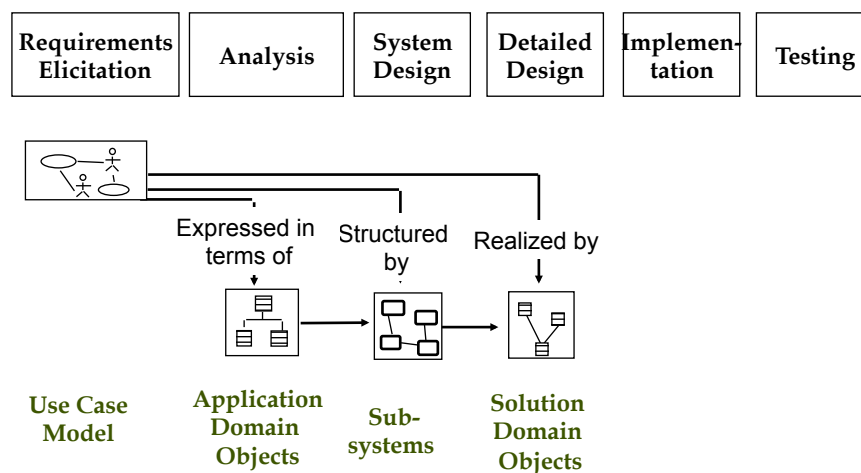 Requirements
Elicitation
Analysis
System
Design
Detailed
Design
Implemen-
tation
Testing
Expressed in
terms of
Structured
by
Realized by
Use Case
Model
Application
Domain
Objects
Sub-
systems
Solution
Domain
Objects